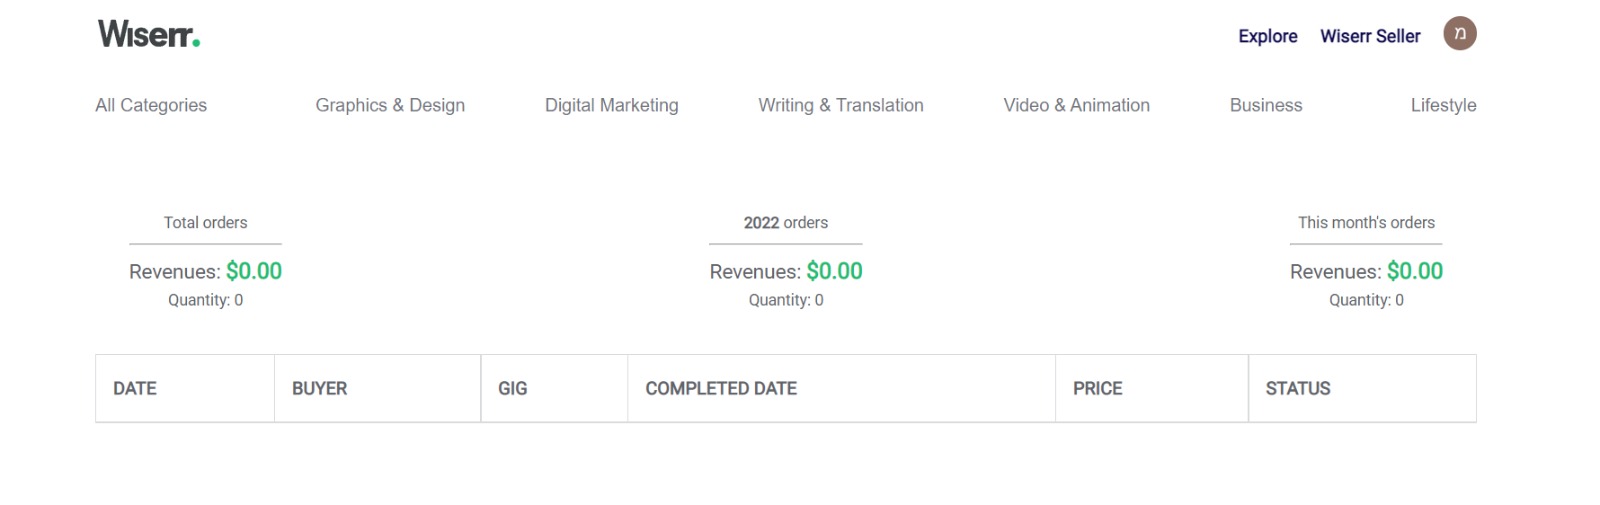 Wiserr.
Explore Wiserr Seller מ
All Categories Graphics & Design Digital Marketing Writing & Translation Video & Animation Business Lifestyle
Total orders 2022 orders This month's orders
Revenues: $0.00 Revenues: $0.00 Revenues: $0.00
Quantity: 0 Quantity: 0 Quantity: 0
DATE BUYER GIG COMPLETED DATE PRICE STATUS